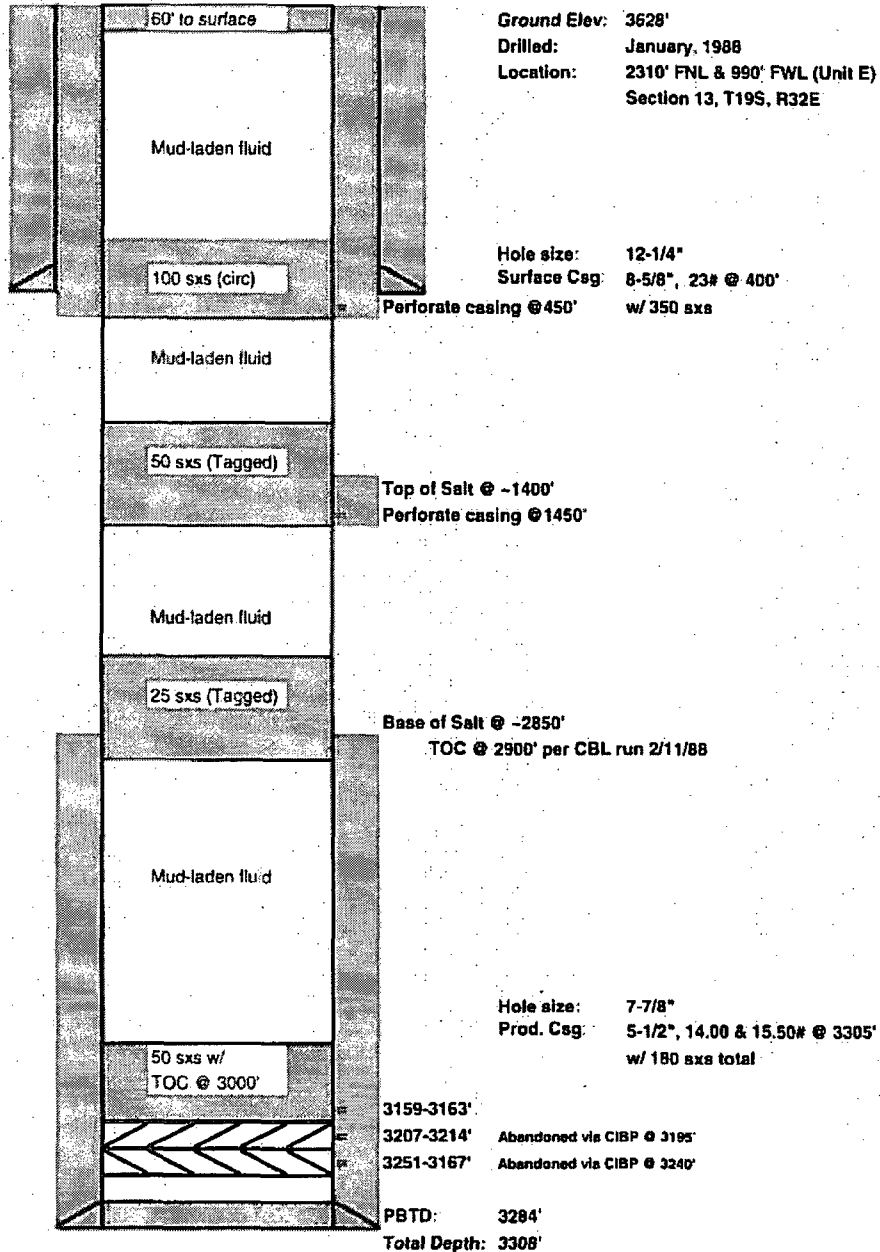 60' to surface
Ground Elev: 3628'
Drilled: January, 1988
Location: 2310' FNL & 990' FWL (Unit E)
Section 13, T19S, R32E
Mud-laden fluid
Hole size: 12-1/4"
100 sxs (circ)
Surface Csg: 8-5/8", 23# @ 400'
Perforate casing @450' w/ 350 sxs
Mud-laden fluid
50 sxs (Tagged)
Top of Salt @ ~1400'
Perforate casing @1450'
Mud-laden fluid
25 sxs (Tagged)
Base of Salt @ ~2850'
TOC @ 2900' per CBL run 2/11/88
Mud-laden fluid
Hole size: 7-7/8"
Prod. Csg: 5-1/2", 14.00 & 15.50# @ 3305'
w/ 180 sxs total
50 sxs w/
TOC @ 3000'
3159-3163'
3207-3214' Abandoned via CIBP @ 3195'
3251-3167' Abandoned via CIBP @ 3240'
PBTD: 3284'
Total Depth: 3308'